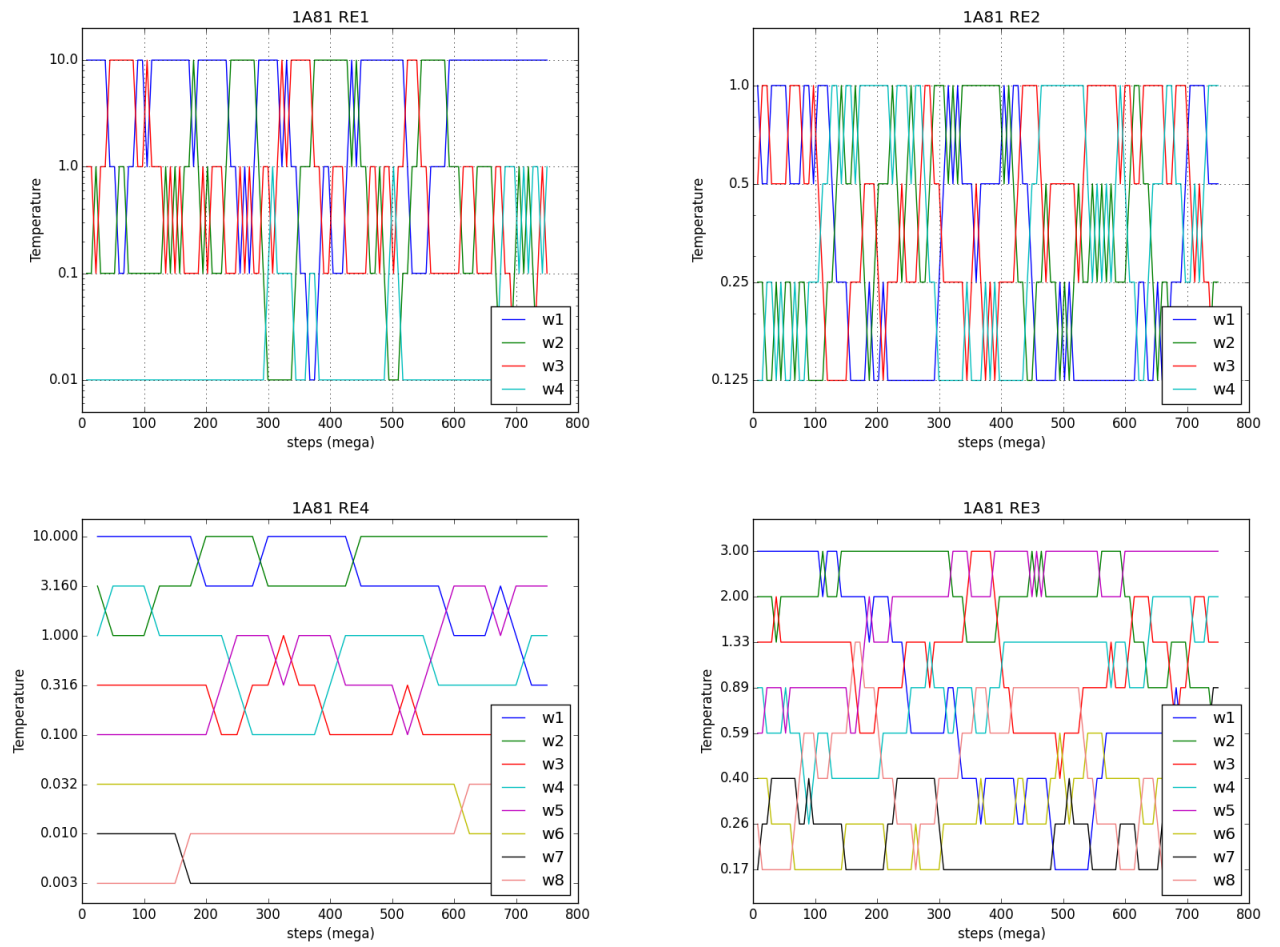 1A81 RE1
10.0
1.0
0.1
0.01
Temperature
0 100 200 300 400 500 600 700 800
steps (mega)
w1
w2
w3
w4
1A81 RE2
1.0
0.5
0.25
0.125
Temperature
0 100 200 300 400 500 600 700 800
steps (mega)
w1
w2
w3
w4
1A81 RE4
10.000
3.160
1.000
0.316
0.100
0.032
0.010
0.003
Temperature
0 100 200 300 400 500 600 700 800
steps (mega)
w1
w2
w3
w4
w5
w6
w7
w8
1A81 RE3
3.00
2.00
1.33
0.89
0.59
0.40
0.26
0.17
Temperature
0 100 200 300 400 500 600 700 800
steps (mega)
w1
w2
w3
w4
w5
w6
w7
w8